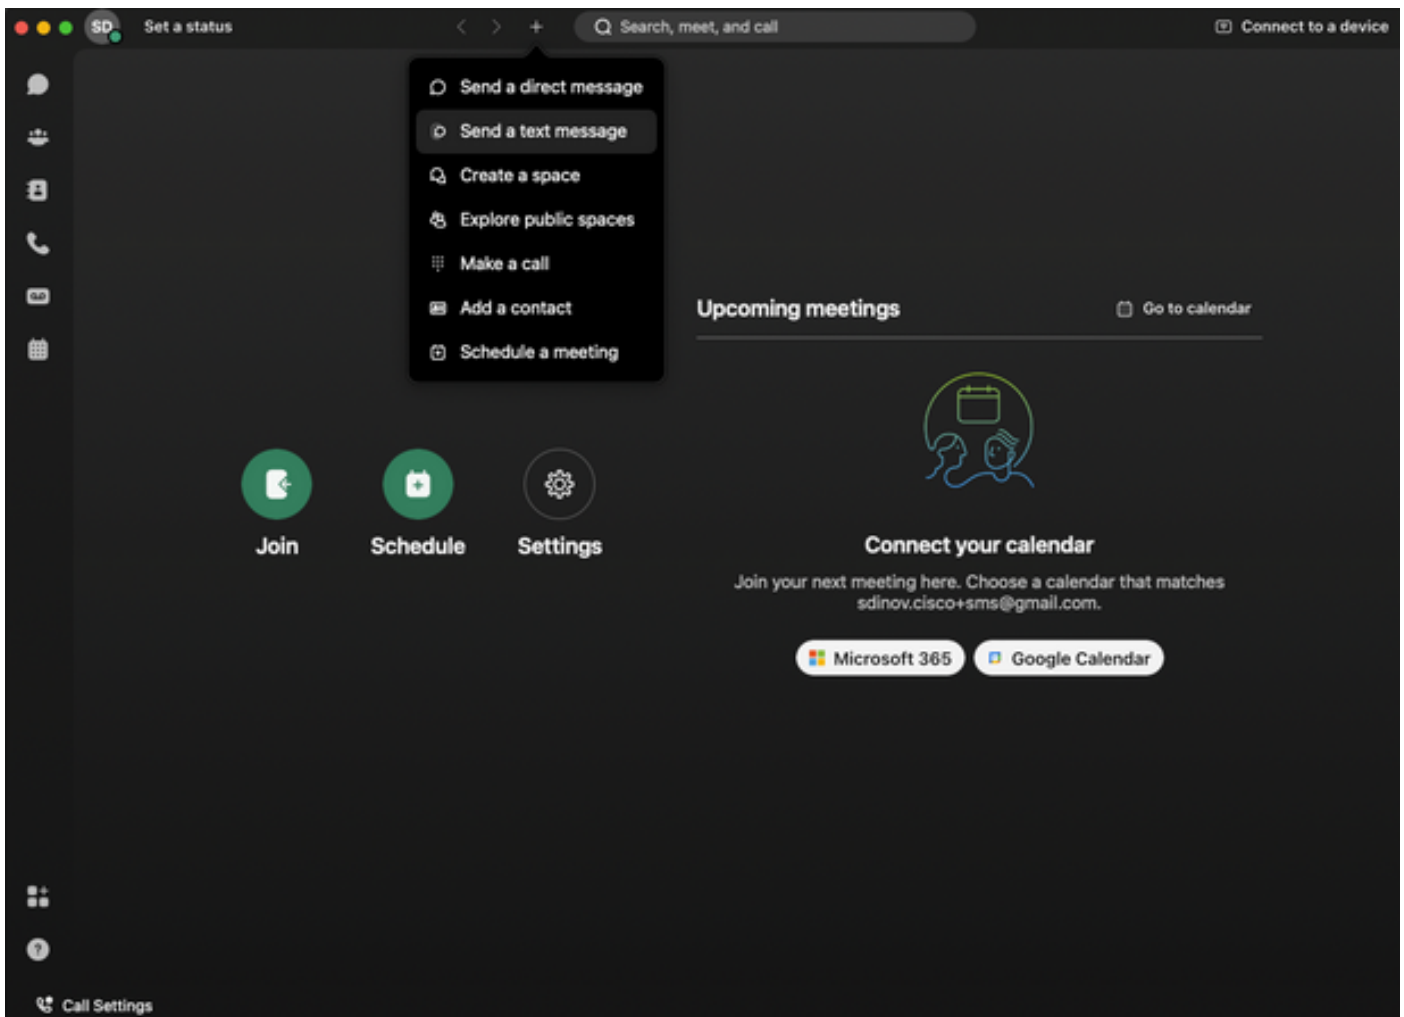 SD
Set a status
Search, meet, and call
Connect to a device
Send a direct message
Send a text message
Create a space
Explore public spaces
Make a call
Add a contact
Schedule a meeting
Upcoming meetings
Go to calendar
Join
Schedule
Settings
Connect your calendar
Join your next meeting here. Choose a calendar that matches
sdinov.cisco+sms@gmail.com.
Microsoft 365
Google Calendar
Call Settings